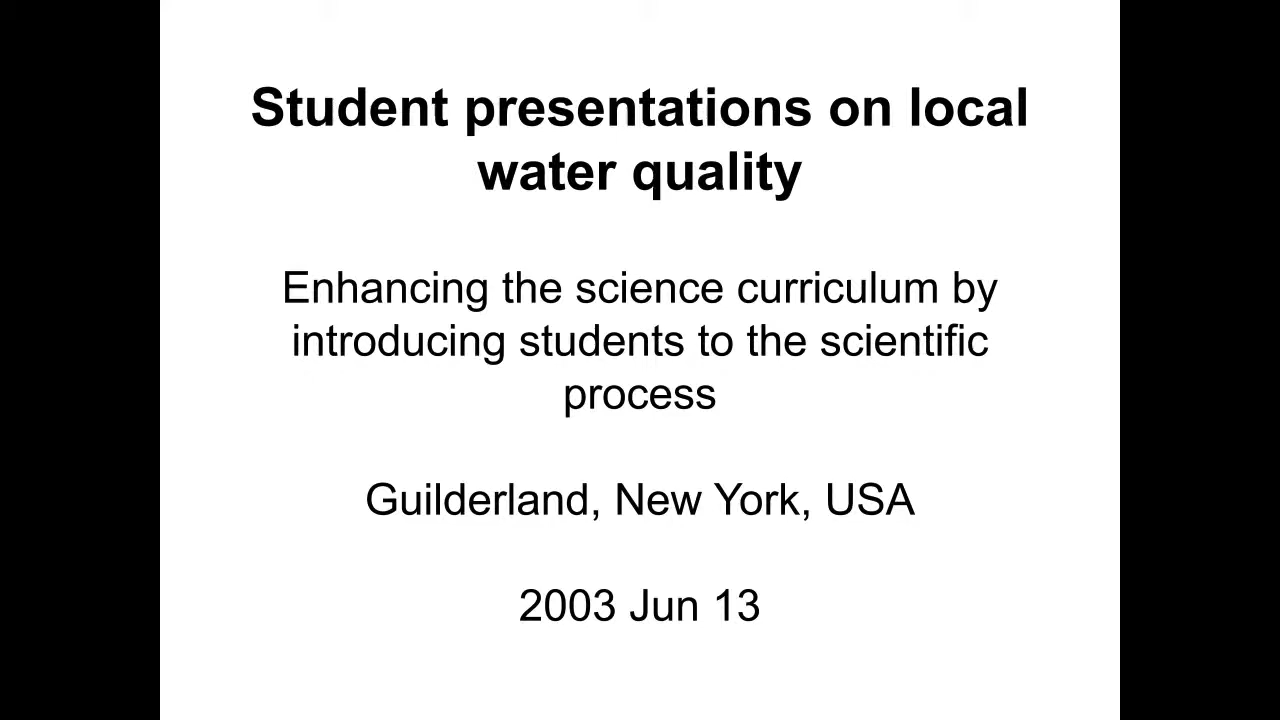 Student presentations on local
water quality
Enhancing the science curriculum by
introducing students to the scientific
process
Guilderland, New York, USA
2003 Jun 13